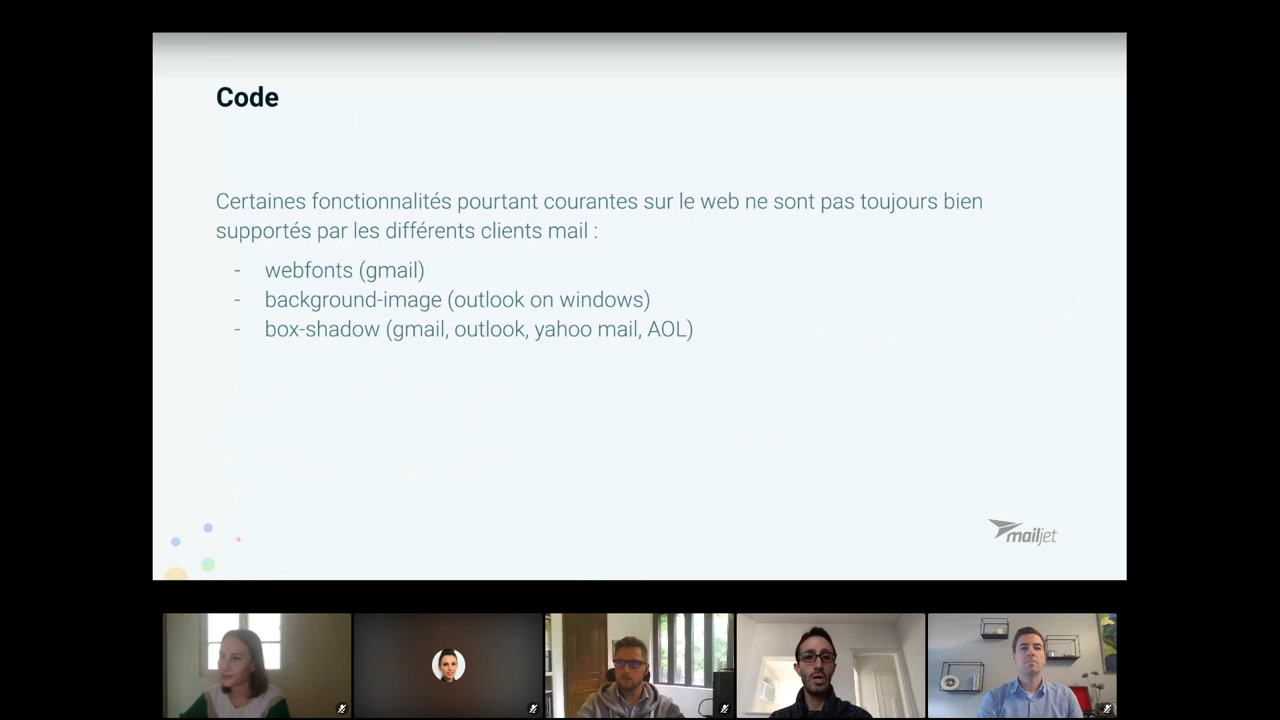 Code
Certaines fonctionnalités pourtant courantes sur le web ne sont pas toujours bien
supportés par les différents clients mail :
- webfonts (gmail)
- background-image (outlook on windows)
- box-shadow (gmail, outlook, yahoo mail, AOL)
mailjet